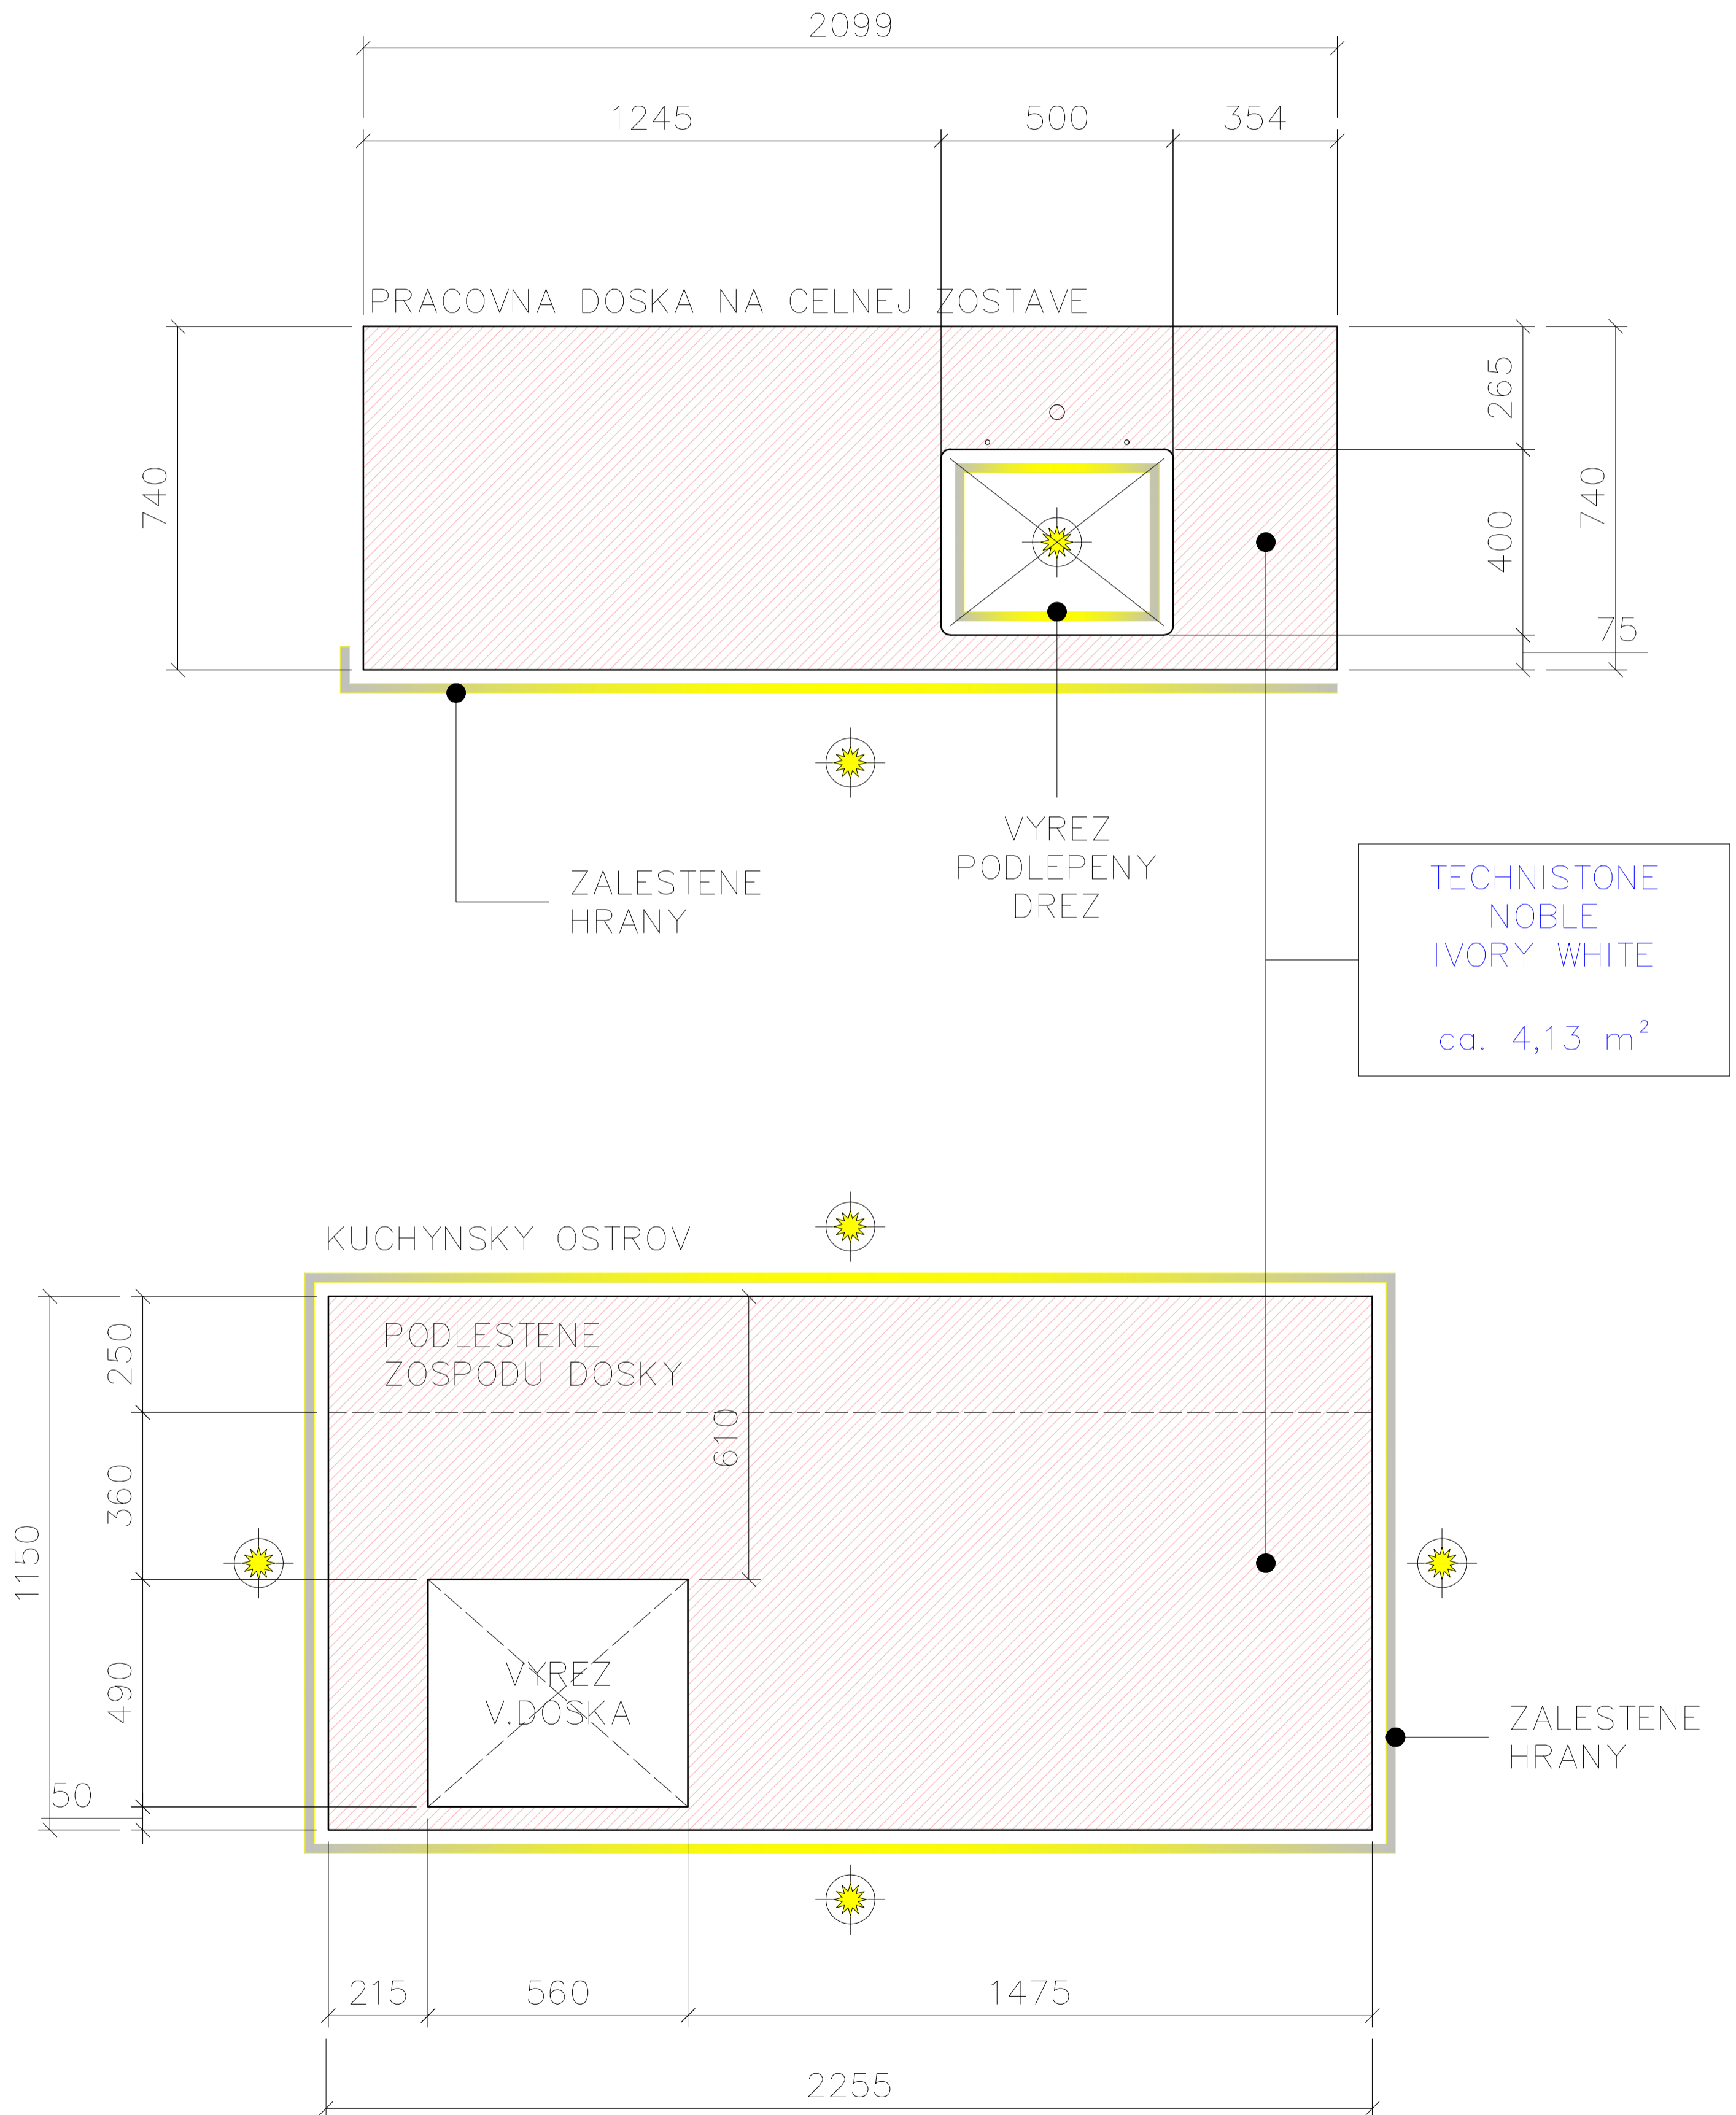 2099
1245
500
354
PRACOVNA DOSKA NA CELNEJ ZOSTAVE
740
265
400
740
75
VYREZ
PODLEPENY
DREZ
ZALESTENE
HRANY
TECHNISTONE
NOBLE
IVORY WHITE
ca. 4,13 m²
KUCHYNSKY OSTROV
PODLESTENE
ZOSPODU DOSKY
250
610
360
1150
490
VYREZ
V.DOSKA
ZALESTENE
HRANY
50
215
560
1475
2255